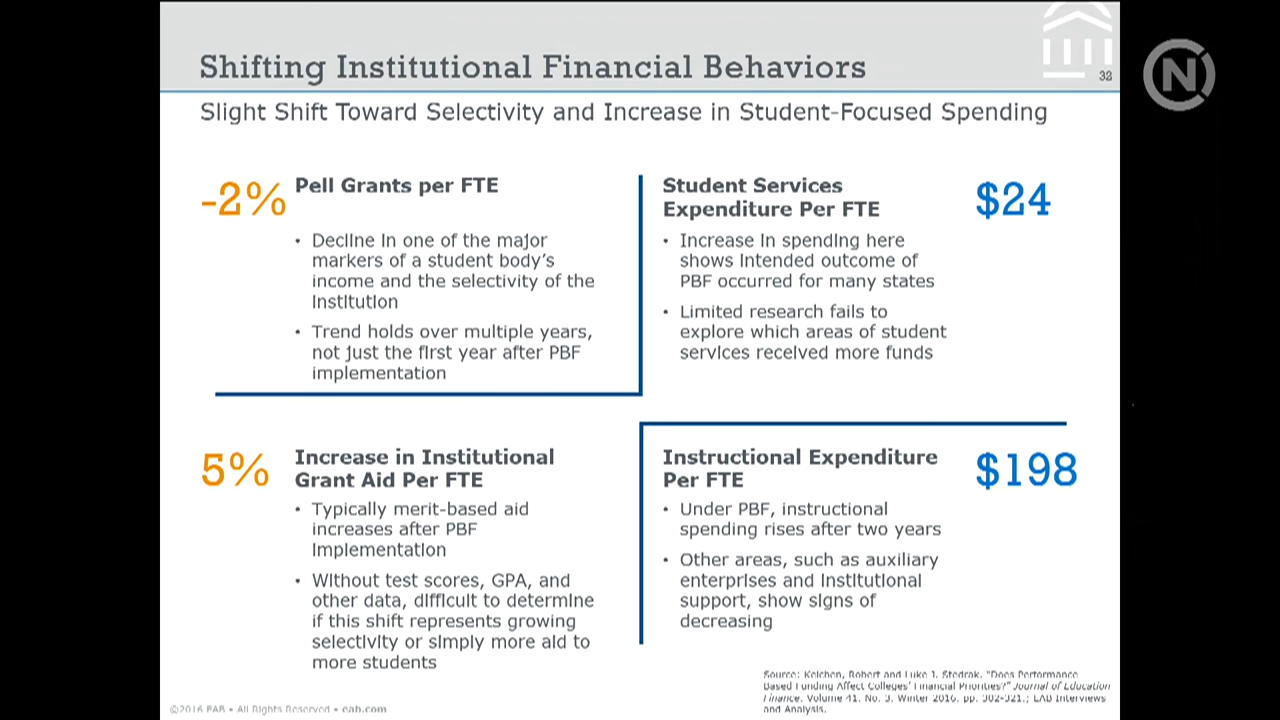 Shifting Institutional Financial Behaviors
32
Slight Shift Toward Selectivity and Increase in Student-Focused Spending
-2%
Pell Grants per FTE
• Decline in one of the major
markers of a student body's
income and the selectivity of the
institution
• Trend holds over multiple years,
not just the first year after PBF
implementation
Student Services
Expenditure Per FTE
$24
• Increase in spending here
shows intended outcome of
PBF occurred for many states
• Limited research fails to
explore which areas of student
services received more funds
5%
Increase in Institutional
Grant Aid Per FTE
• Typically merit-based aid
increases after PBF
implementation
• Without test scores, GPA, and
other data, difficult to determine
if this shift represents growing
selectivity or simply more aid to
more students
Instructional Expenditure
Per FTE
$198
• Under PBF, instructional
spending rises after two years
• Other areas, such as auxiliary
enterprises and institutional
support, show signs of
decreasing
Source: Kelchen, Robert and Luke J. Stedrak. "Does Performance
Based Funding Affect Colleges' Financial Priorities?" Journal of Education
Finance. Volume 41. No. 3. Winter 2016. pp. 302-321.; EAB Interviews
and Analysis.
©2016 EAB • All Rights Reserved • eab.com
N